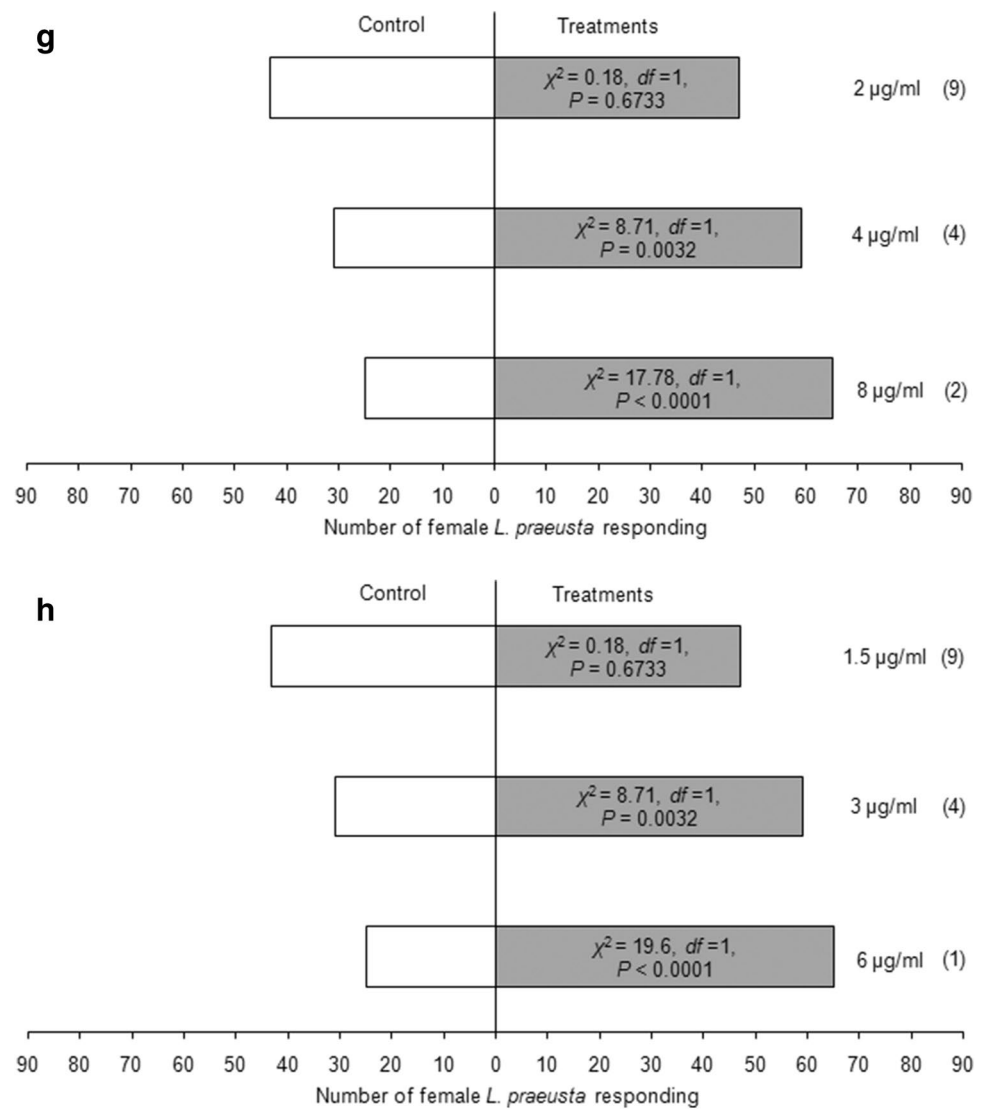 g
Control Treatments
χ² = 0.18, df =1,
P = 0.6733
2 µg/ml (9)
χ² = 8.71, df =1,
P = 0.0032
4 µg/ml (4)
χ² = 17.78, df =1,
P < 0.0001
8 µg/ml (2)
90 80 70 60 50 40 30 20 10 0 10 20 30 40 50 60 70 80 90
Number of female L. praeusta responding
h
Control Treatments
χ² = 0.18, df =1,
P = 0.6733
1.5 µg/ml (9)
χ² = 8.71, df =1,
P = 0.0032
3 µg/ml (4)
χ² = 19.6, df =1,
P < 0.0001
6 µg/ml (1)
90 80 70 60 50 40 30 20 10 0 10 20 30 40 50 60 70 80 90
Number of female L. praeusta responding